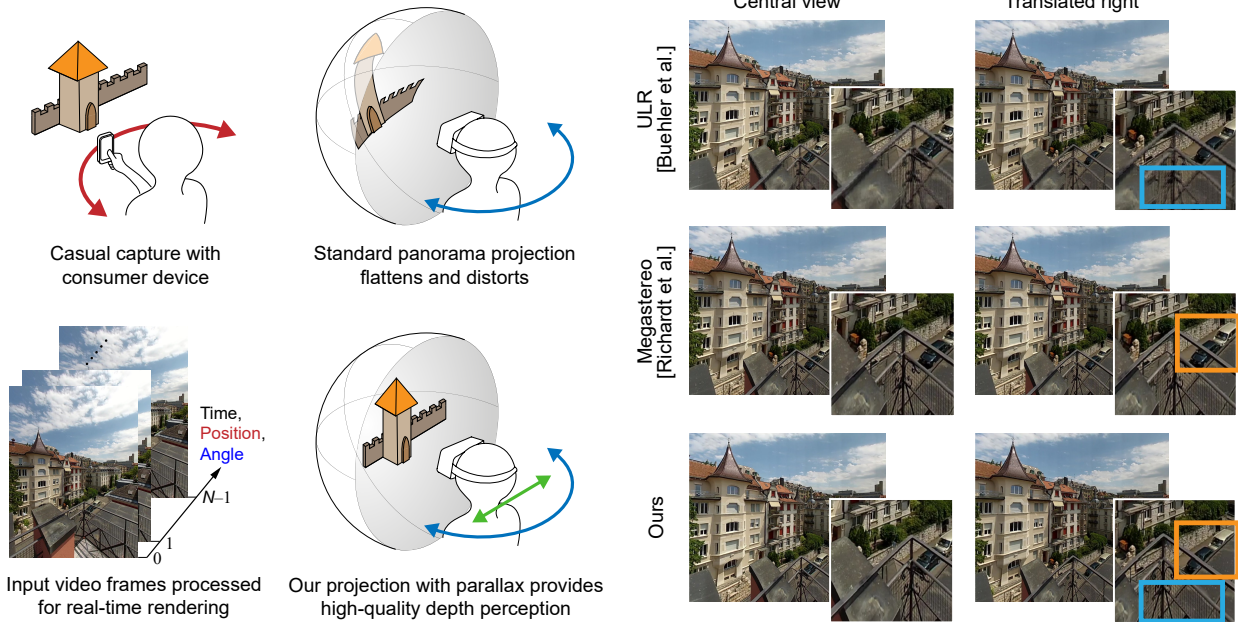 Casual capture with
consumer device
Standard panorama projection
flattens and distorts
Time,
Position,
Angle
N–1
1
0
Input video frames processed
for real-time rendering
Our projection with parallax provides
high-quality depth perception
Central view
Translated right
ULR
[Buehler et al.]
Megastereo
[Richardt et al.]
Ours